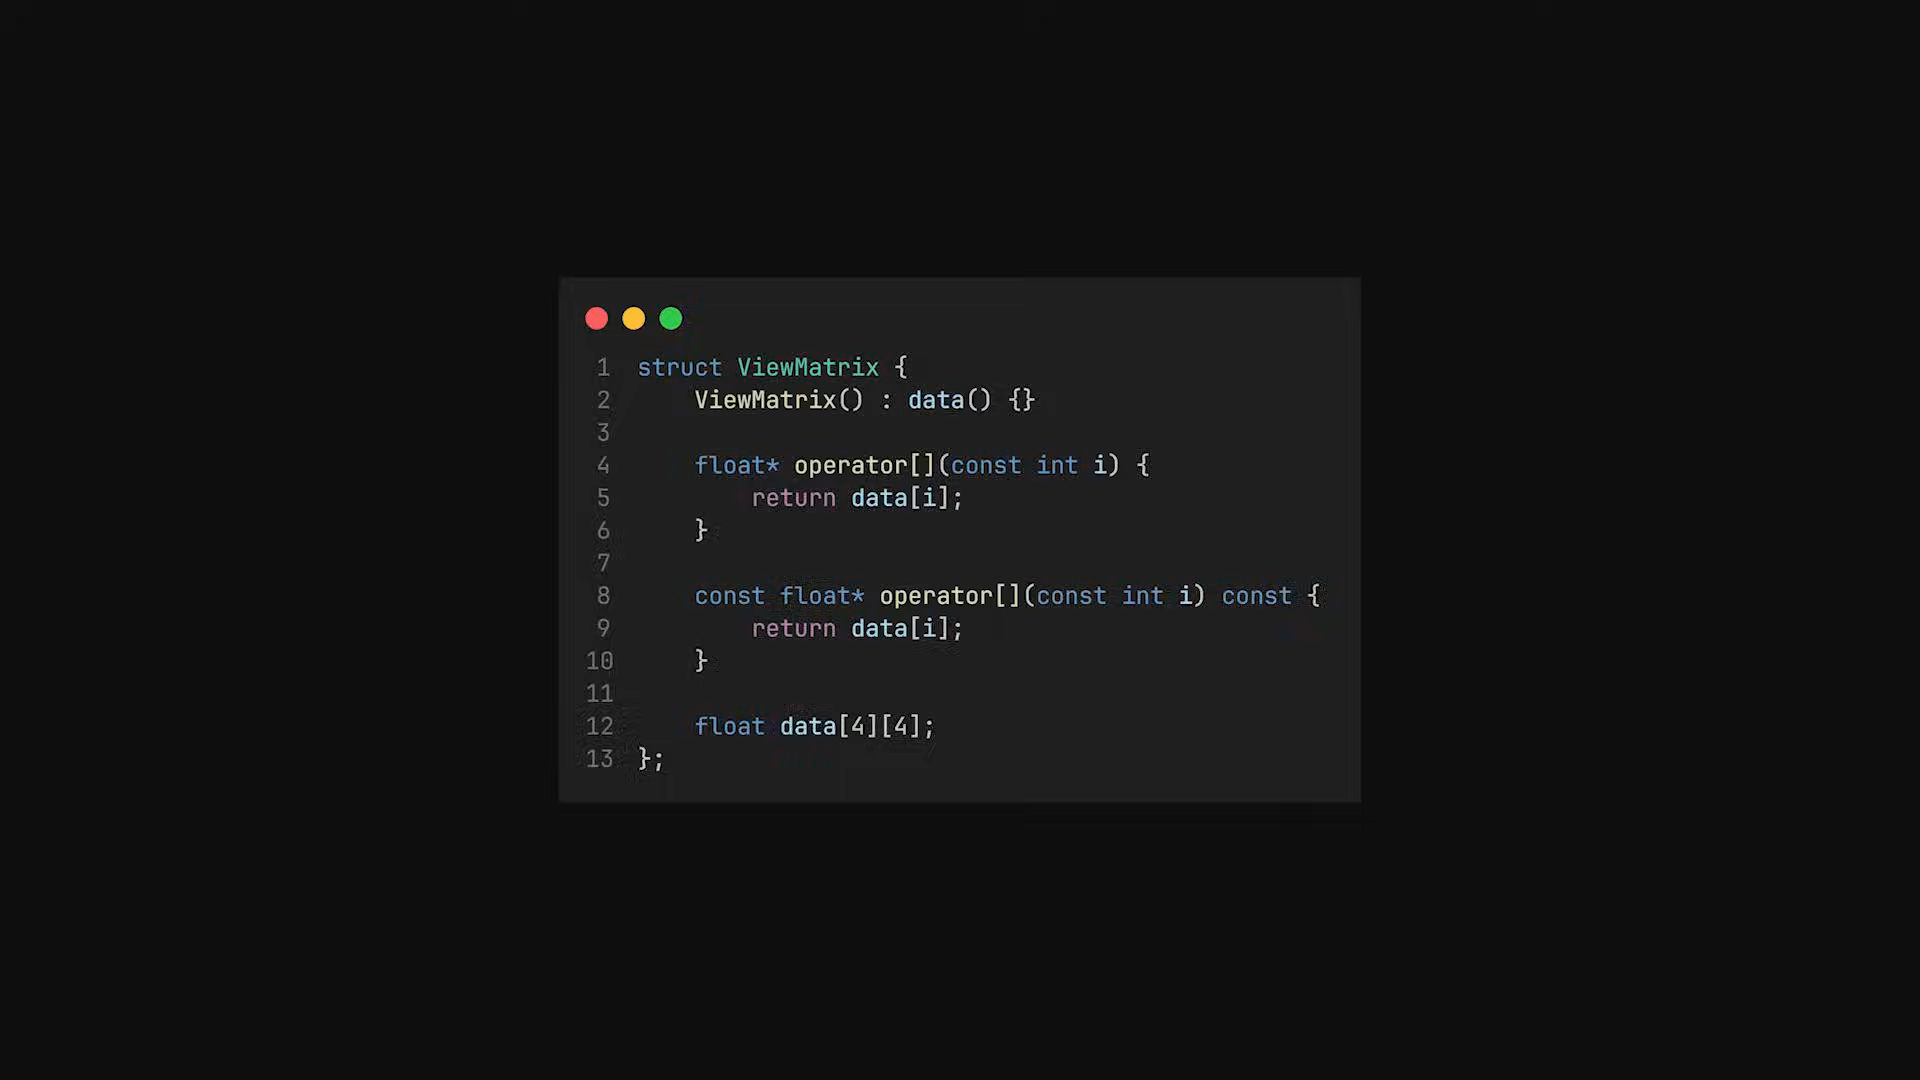 1 struct ViewMatrix {
2     ViewMatrix() : data() {}
3
4     float* operator[](const int i) {
5         return data[i];
6     }
7
8     const float* operator[](const int i) const {
9         return data[i];
10     }
11
12     float data[4][4];
13 };